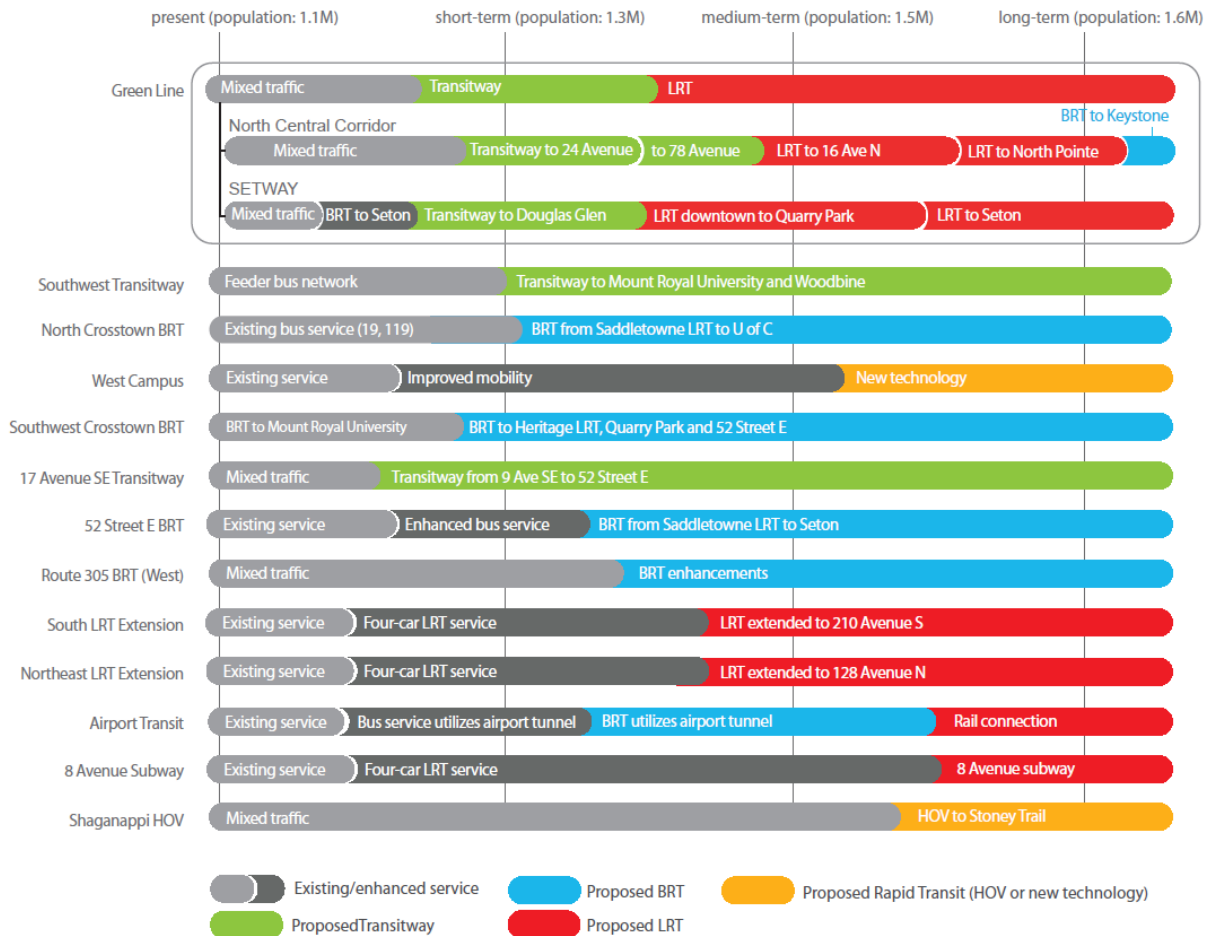 present (population: 1.1M) short-term (population: 1.3M) medium-term (population: 1.5M) long-term (population: 1.6M)
Green Line Mixed traffic Transitway LRT
BRT to Keystone
North Central Corridor
Mixed traffic Transitway to 24 Avenue to 78 Avenue LRT to 16 Ave N LRT to North Pointe
SETWAY
Mixed traffic BRT to Seton Transitway to Douglas Glen LRT downtown to Quarry Park LRT to Seton
Southwest Transitway Feeder bus network Transitway to Mount Royal University and Woodbine
North Crosstown BRT Existing bus service (19, 119) BRT from Saddletowne LRT to U of C
West Campus Existing service Improved mobility New technology
Southwest Crosstown BRT BRT to Mount Royal University BRT to Heritage LRT, Quarry Park and 52 Street E
17 Avenue SE Transitway Mixed traffic Transitway from 9 Ave SE to 52 Street E
52 Street E BRT Existing service Enhanced bus service BRT from Saddletowne LRT to Seton
Route 305 BRT (West) Mixed traffic BRT enhancements
South LRT Extension Existing service Four-car LRT service LRT extended to 210 Avenue S
Northeast LRT Extension Existing service Four-car LRT service LRT extended to 128 Avenue N
Airport Transit Existing service Bus service utilizes airport tunnel BRT utilizes airport tunnel Rail connection
8 Avenue Subway Existing service Four-car LRT service 8 Avenue subway
Shaganappi HOV Mixed traffic HOV to Stoney Trail
Existing/enhanced service Proposed BRT Proposed Rapid Transit (HOV or new technology)
ProposedTransitway Proposed LRT